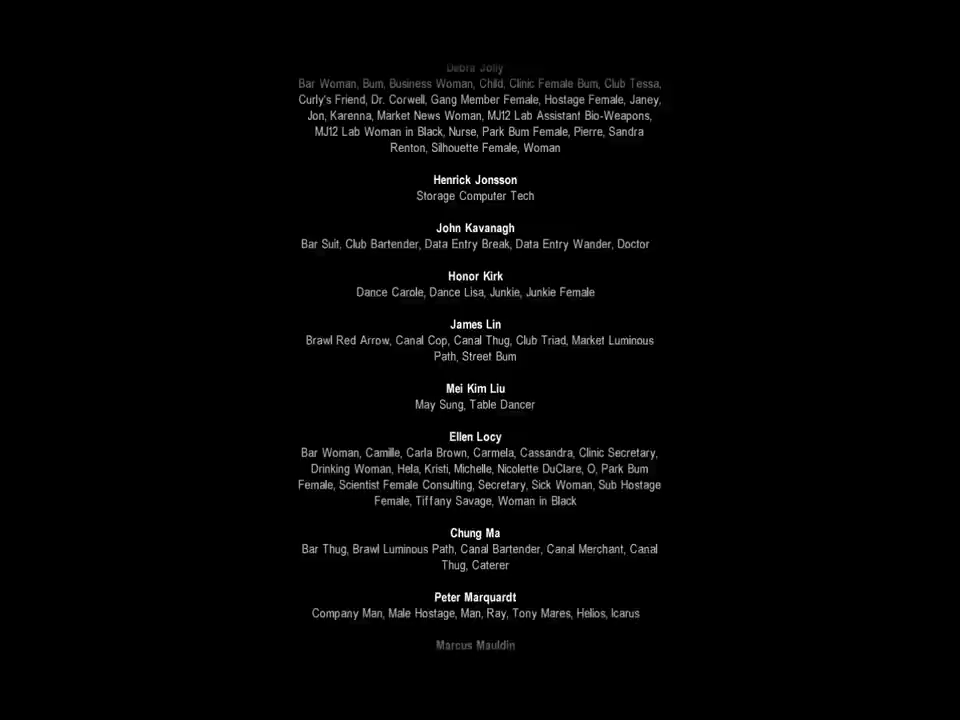 Debra Jolly
Bar Woman, Bum, Business Woman, Child, Clinic Female Bum, Club Tessa,
Curly's Friend, Dr. Corwell, Gang Member Female, Hostage Female, Janey,
Jon, Karenna, Market News Woman, MJ12 Lab Assistant Bio-Weapons,
MJ12 Lab Woman in Black, Nurse, Park Bum Female, Pierre, Sandra
Renton, Silhouette Female, Woman
Henrick Jonsson
Storage Computer Tech
John Kavanagh
Bar Suit, Club Bartender, Data Entry Break, Data Entry Wander, Doctor
Honor Kirk
Dance Carole, Dance Lisa, Junkie, Junkie Female
James Lin
Brawl Red Arrow, Canal Cop, Canal Thug, Club Triad, Market Luminous
Path, Street Bum
Mei Kim Liu
May Sung, Table Dancer
Ellen Locy
Bar Woman, Camille, Carla Brown, Carmela, Cassandra, Clinic Secretary,
Drinking Woman, Hela, Kristi, Michelle, Nicolette DuClare, O, Park Bum
Female, Scientist Female Consulting, Secretary, Sick Woman, Sub Hostage
Female, Tiffany Savage, Woman in Black
Chung Ma
Bar Thug, Brawl Luminous Path, Canal Bartender, Canal Merchant, Canal
Thug, Caterer
Peter Marquardt
Company Man, Male Hostage, Man, Ray, Tony Mares, Helios, Icarus
Marcus Mauldin